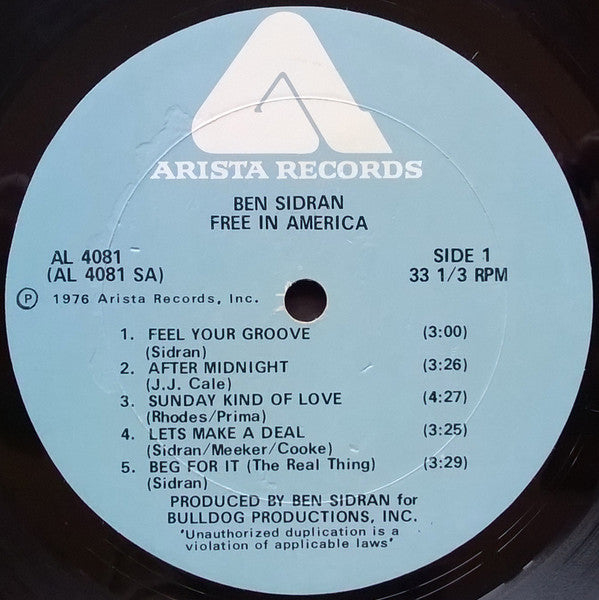 ARISTA RECORDS
BEN SIDRAN
FREE IN AMERICA
AL 4081
(AL 4081 SA)
SIDE 1
33 1/3 RPM
Ⓟ 1976 Arista Records, Inc.
1. FEEL YOUR GROOVE (3:00)
(Sidran)
2. AFTER MIDNIGHT (3:26)
(J.J. Cale)
3. SUNDAY KIND OF LOVE (4:27)
(Rhodes/Prima)
4. LETS MAKE A DEAL (3:25)
(Sidran/Meeker/Cooke)
5. BEG FOR IT (The Real Thing) (3:29)
(Sidran)
PRODUCED BY BEN SIDRAN for
BULLDOG PRODUCTIONS, INC.
'Unauthorized duplication is a
violation of applicable laws'